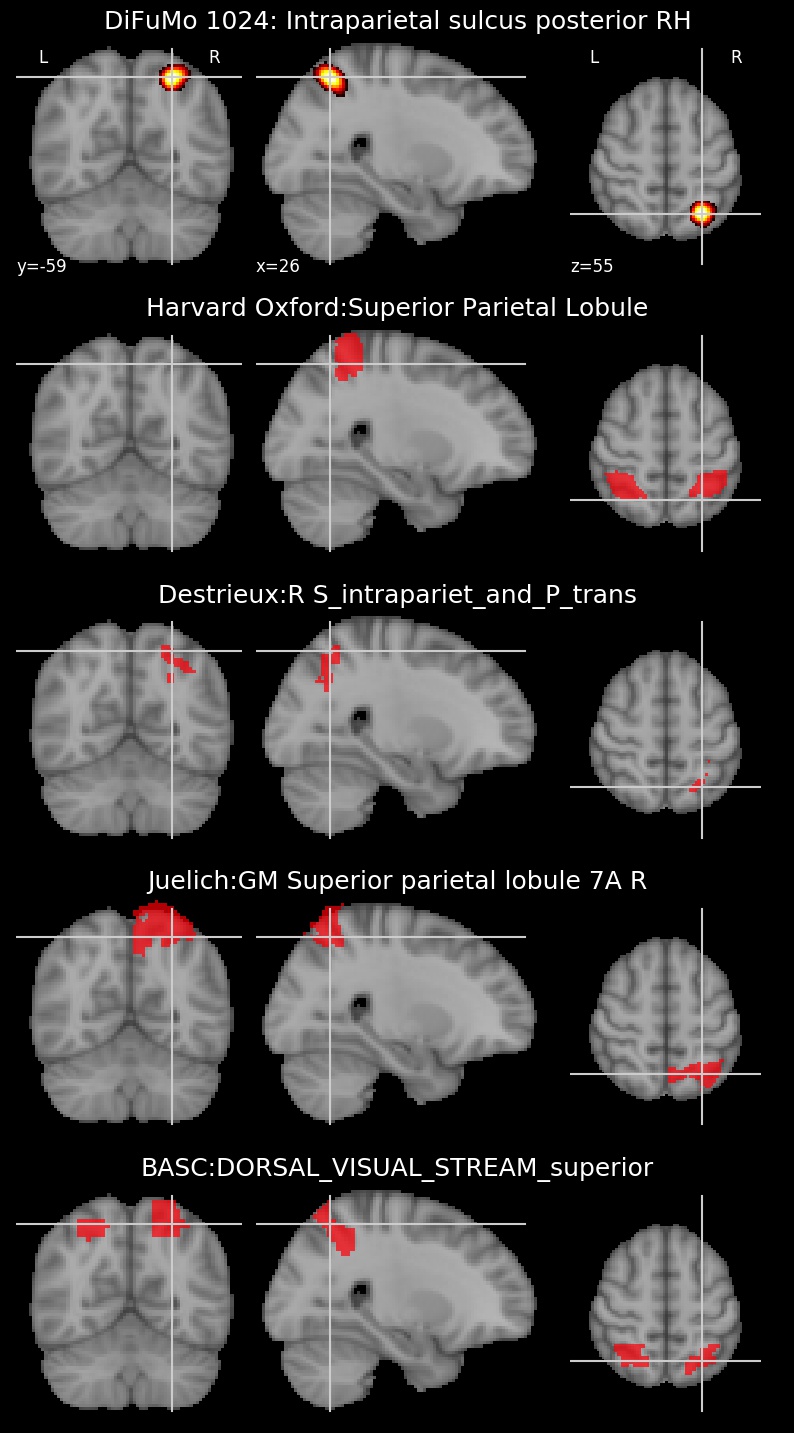 DiFuMo 1024: Intraparietal sulcus posterior RH
L R L R
y=-59 x=26 z=55
Harvard Oxford:Superior Parietal Lobule
Destrieux:R S_intrapariet_and_P_trans
Juelich:GM Superior parietal lobule 7A R
BASC:DORSAL_VISUAL_STREAM_superior